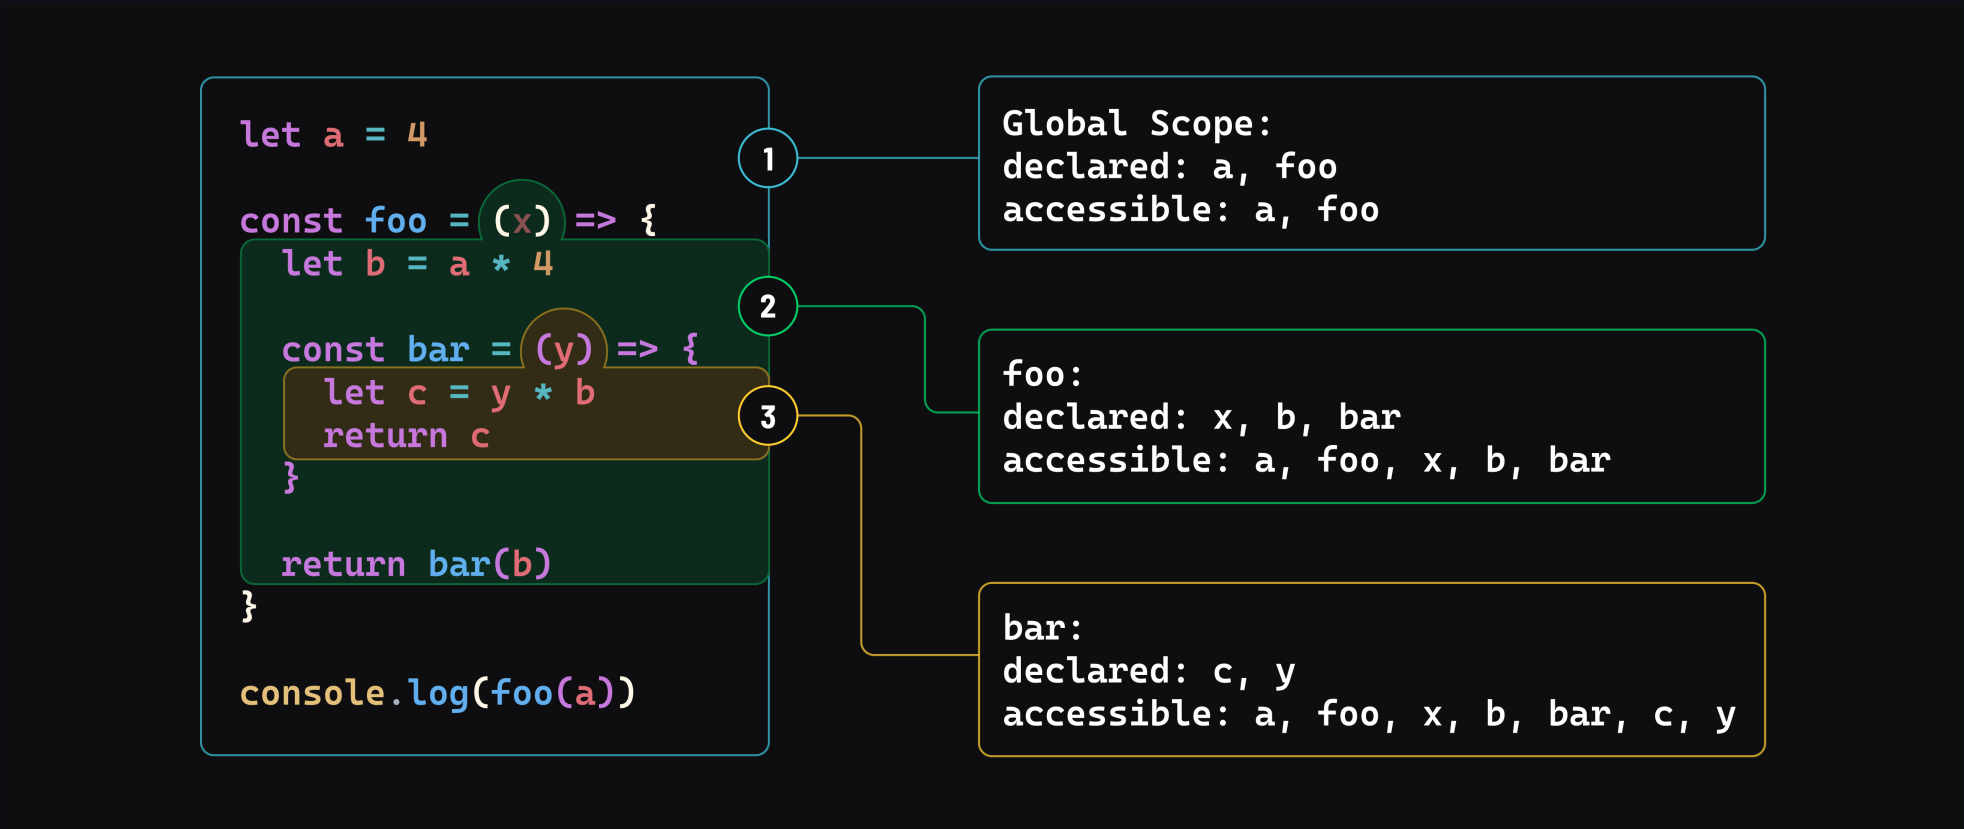 let a = 4
const foo = (x) => {
let b = a * 4
const bar = (y) => {
let c = y * b
return c
}
return bar(b)
}
console.log(foo(a))
1
2
3
Global Scope:
declared: a, foo
accessible: a, foo
foo:
declared: x, b, bar
accessible: a, foo, x, b, bar
bar:
declared: c, y
accessible: a, foo, x, b, bar, c, y